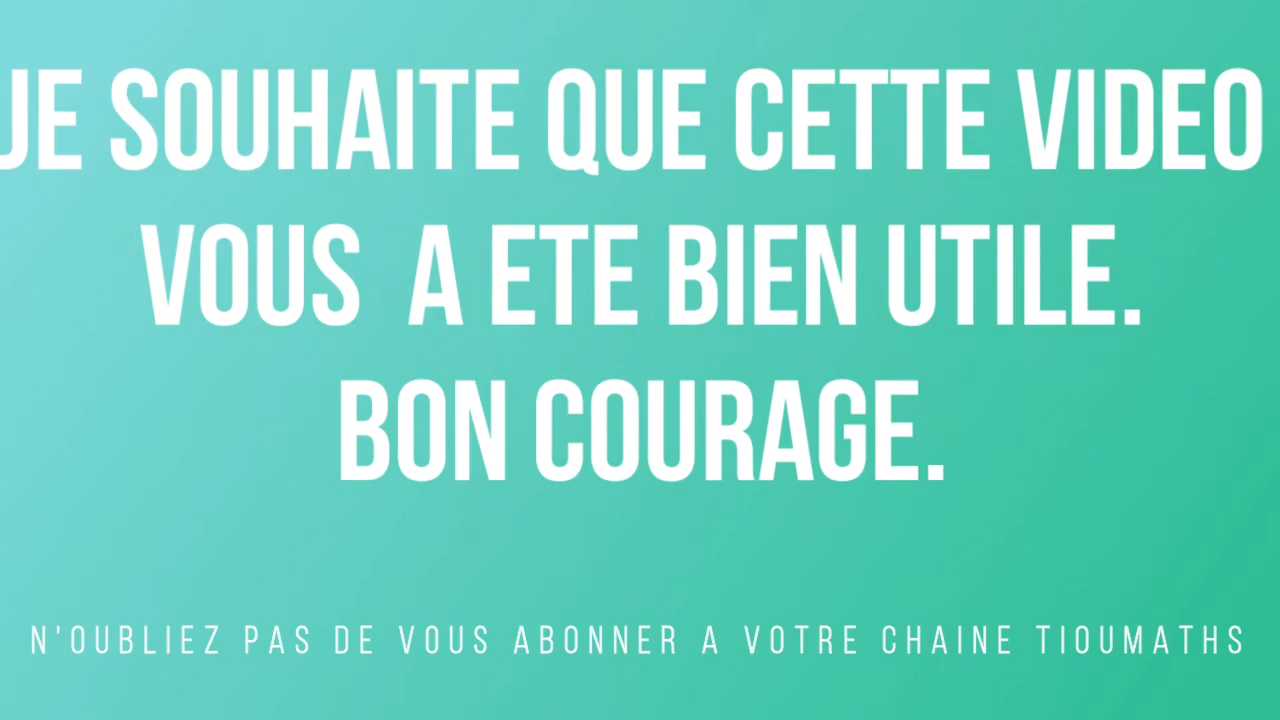 JE SOUHAITE QUE CETTE VIDEO
VOUS A ETE BIEN UTILE.
BON COURAGE.
N'OUBLIEZ PAS DE VOUS ABONNER A VOTRE CHAINE TIOUMATHS